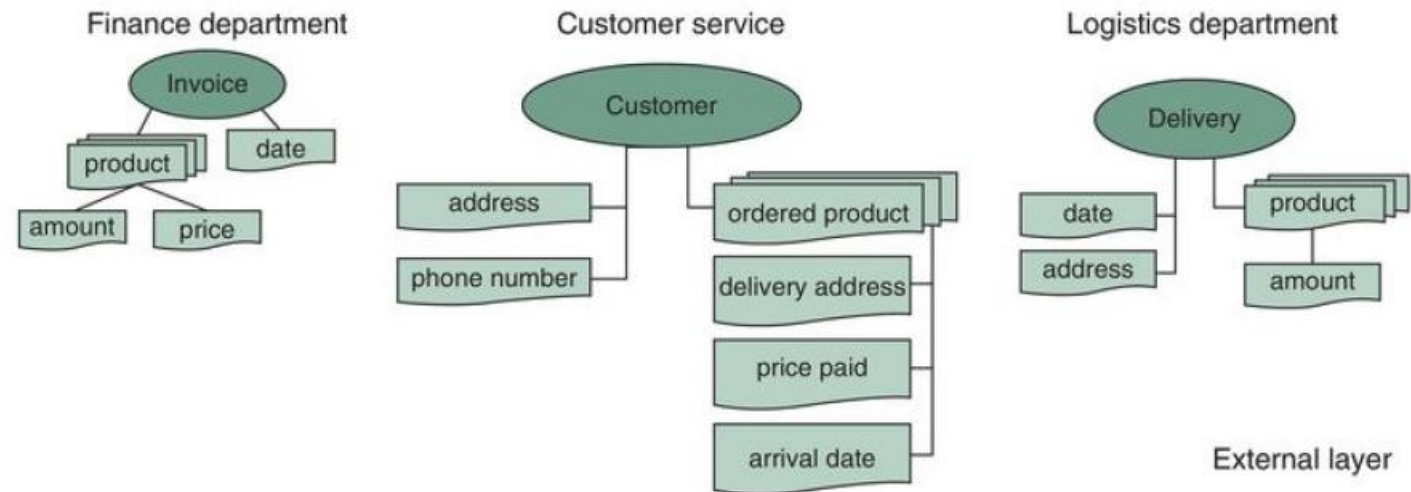 Finance department
Invoice
product
date
amount
price
Customer service
Customer
address
phone number
ordered product
delivery address
price paid
arrival date
Logistics department
Delivery
date
address
product
amount
External layer